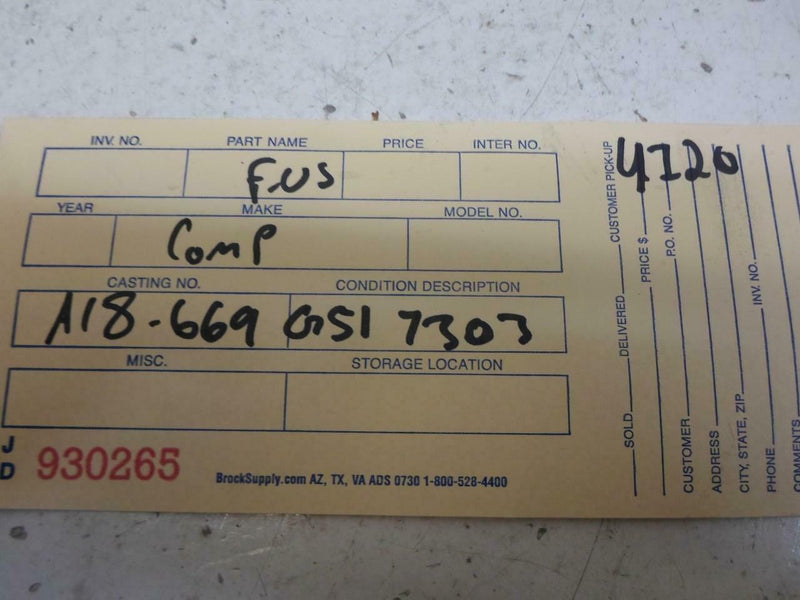 INV. NO. PART NAME PRICE INTER NO.
FUS
YEAR MAKE MODEL NO.
Comp
CASTING NO. CONDITION DESCRIPTION
A18-669 GSI 7303
MISC. STORAGE LOCATION
J
D
930265
BrockSupply.com AZ, TX, VA ADS 0730 1-800-528-4400
4120
SOLD DELIVERED CUSTOMER PICK-UP
PRICE $
CUSTOMER P.O. NO.
ADDRESS
CITY, STATE, ZIP
PHONE INV. NO.
COMMENTS